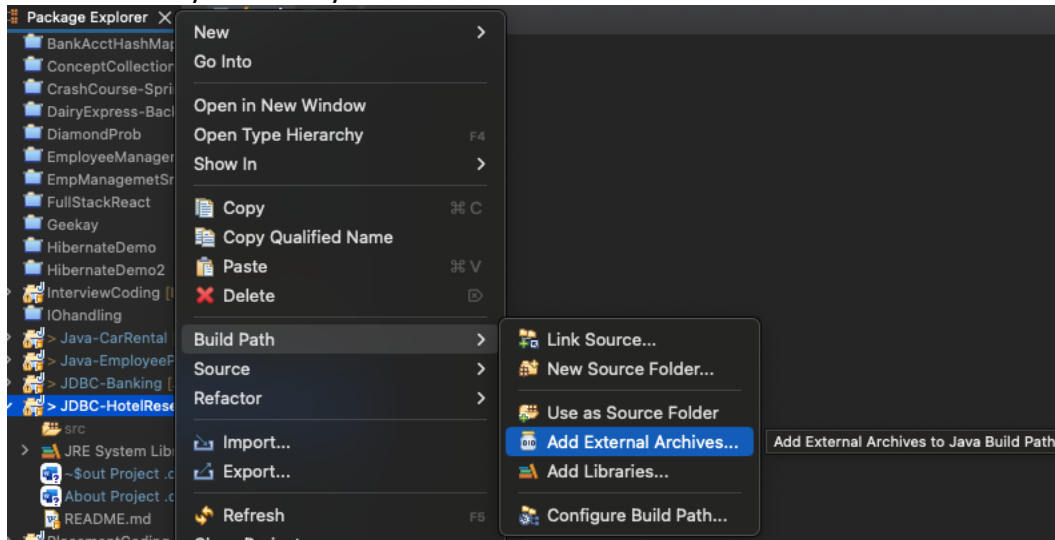 Package Explorer
BankAcctHashMap
ConceptCollection
CrashCourse-Spri
DairyExpress-Bac
DiamondProb
EmployeeManager
EmpManagemetSr
FullStackReact
Geekay
HibernateDemo
HibernateDemo2
InterviewCoding [
IOhandling
> Java-CarRental
> Java-EmployeeP
> JDBC-Banking [
> JDBC-HotelRese
src
JRE System Lib
~$out Project .c
About Project .c
README.md
New
Go Into
Open in New Window
Open Type Hierarchy F4
Show In
Copy ⌘ C
Copy Qualified Name
Paste ⌘ V
Delete
Build Path
Source
Refactor
Import...
Export...
Refresh F5
Link Source...
New Source Folder...
Use as Source Folder
Add External Archives...
Add Libraries...
Configure Build Path...
Add External Archives to Java Build Path